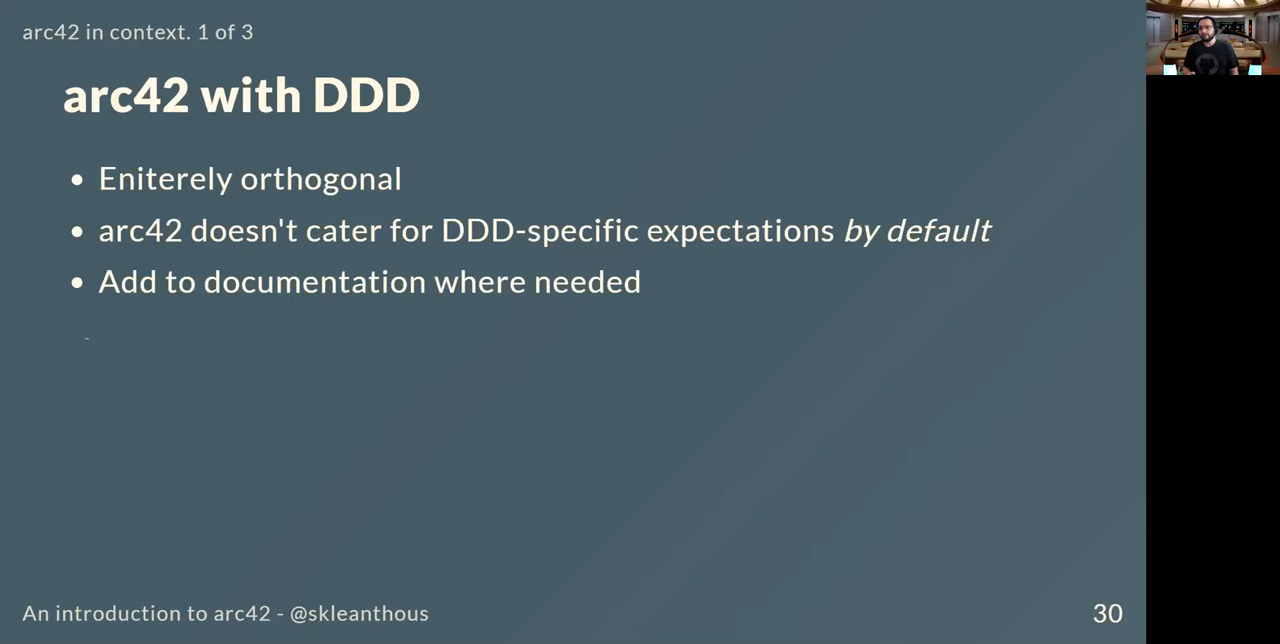 arc42 in context. 1 of 3
arc42 with DDD
• Eniterely orthogonal
• arc42 doesn't cater for DDD-specific expectations by default
• Add to documentation where needed
An introduction to arc42 - @skleanthous
30